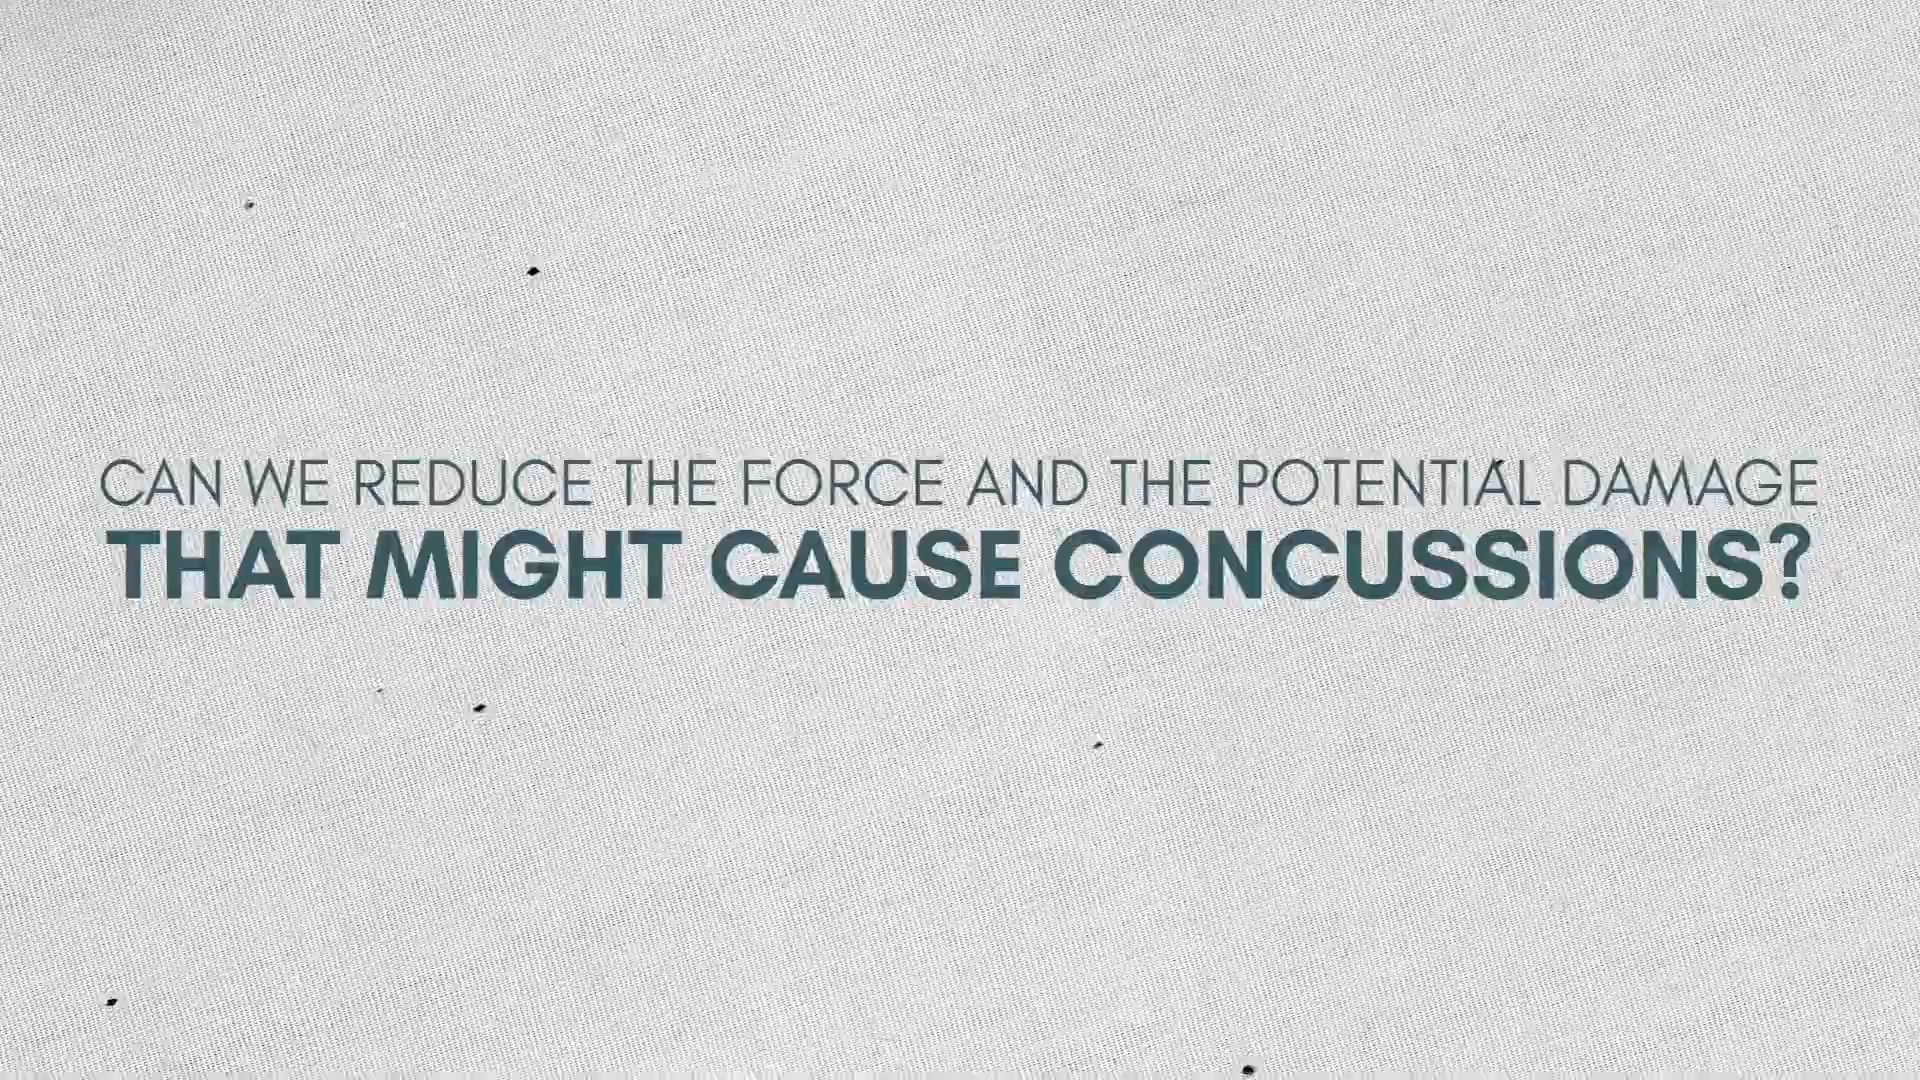 CAN WE REDUCE THE FORCE AND THE POTENTIAL DAMAGE
THAT MIGHT CAUSE CONCUSSIONS?